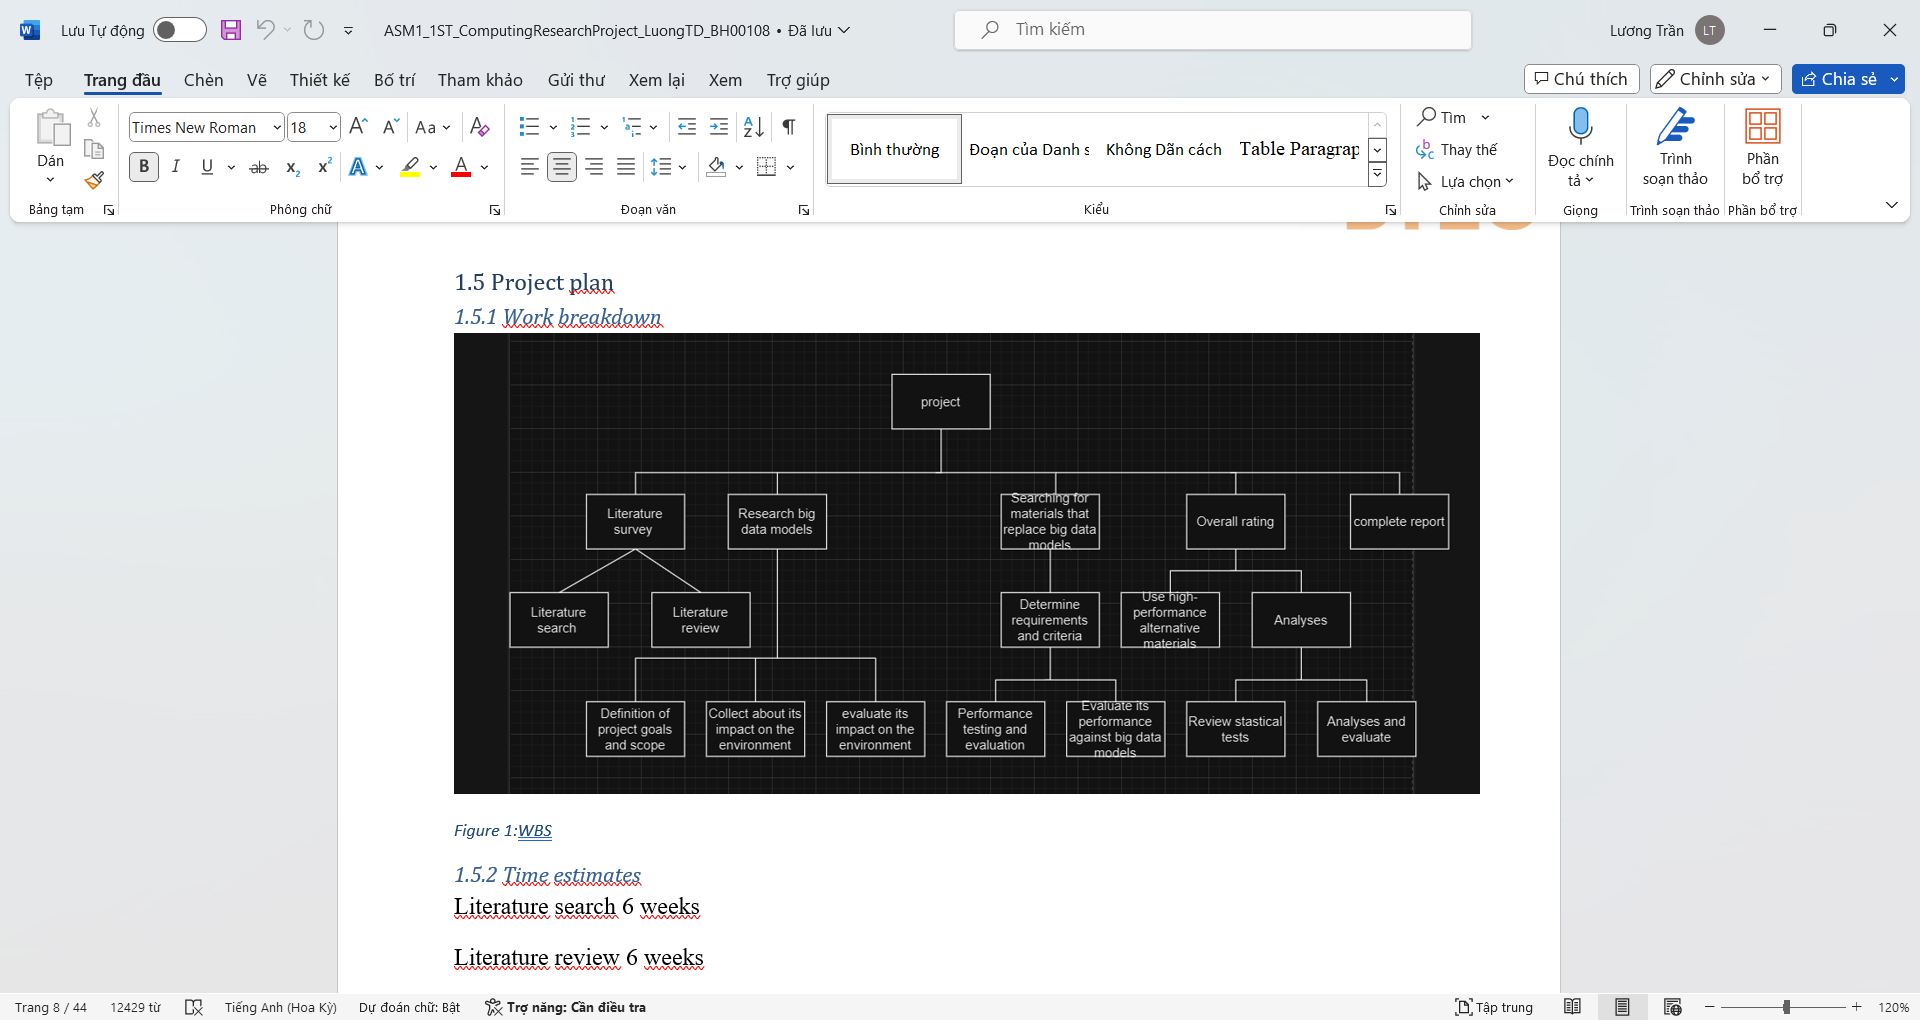 Lưu Tự động
ASM1_1ST_ComputingResearchProject_LuongTD_BH00108 • Đã lưu
Tìm kiếm
Lương Trần
LT
Tệp
Trang đầu
Chèn
Vẽ
Thiết kế
Bố trí
Tham khảo
Gửi thư
Xem lại
Xem
Trợ giúp
Chú thích
Chỉnh sửa
Chia sẻ
Dán
Bảng tạm
Times New Roman
18
Phông chữ
Đoạn văn
Bình thường
Đoạn của Danh s
Không Dãn cách
Table Paragrap
Kiểu
Tìm
Thay thế
Lựa chọn
Chỉnh sửa
Đọc chính
tả
Giọng
Trình
soạn thảo
Trình soạn thảo
Phần
bổ trợ
Phần bổ trợ
1.5 Project plan
1.5.1 Work breakdown
project
Literature
survey
Research big
data models
Searching for
materials that
replace big data
models
Overall rating
complete report
Literature
search
Literature
review
Determine
requirements
and criteria
Use high-
performance
alternative
materials
Analyses
Definition of
project goals
and scope
Collect about its
impact on the
environment
evaluate its
impact on the
environment
Performance
testing and
evaluation
Evaluate its
performance
against big data
models
Review stastical
tests
Analyses and
evaluate
Figure 1:WBS
1.5.2 Time estimates
Literature search 6 weeks
Literature review 6 weeks
Trang 8 / 44
12429 từ
Tiếng Anh (Hoa Kỳ)
Dự đoán chữ: Bật
Trợ năng: Cần điều tra
Tập trung
120%